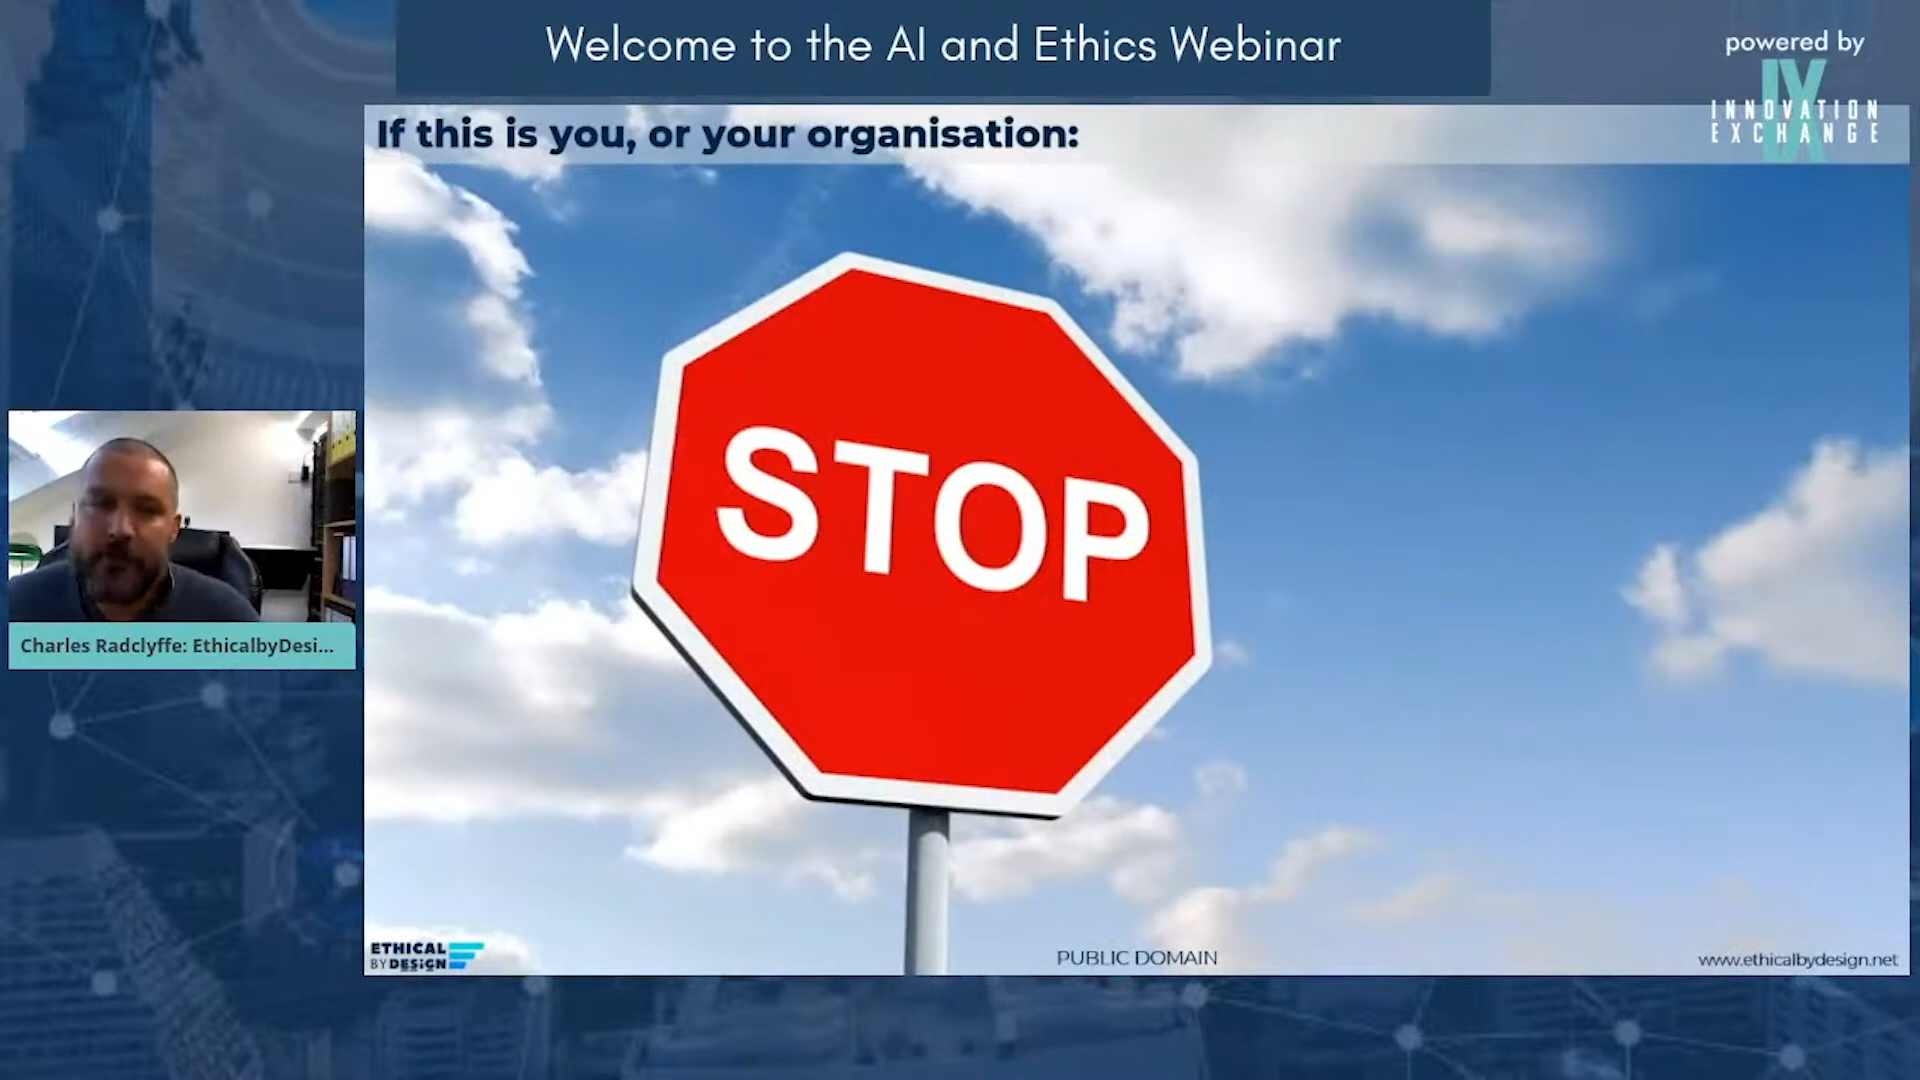 Welcome to the AI and Ethics Webinar
powered by
IX
INNOVATION
EXCHANGE
If this is you, or your organisation:
STOP
Charles Radclyffe: EthicalbyDesi...
ETHICAL
BY DESIGN
PUBLIC DOMAIN
www.ethicalbydesign.net